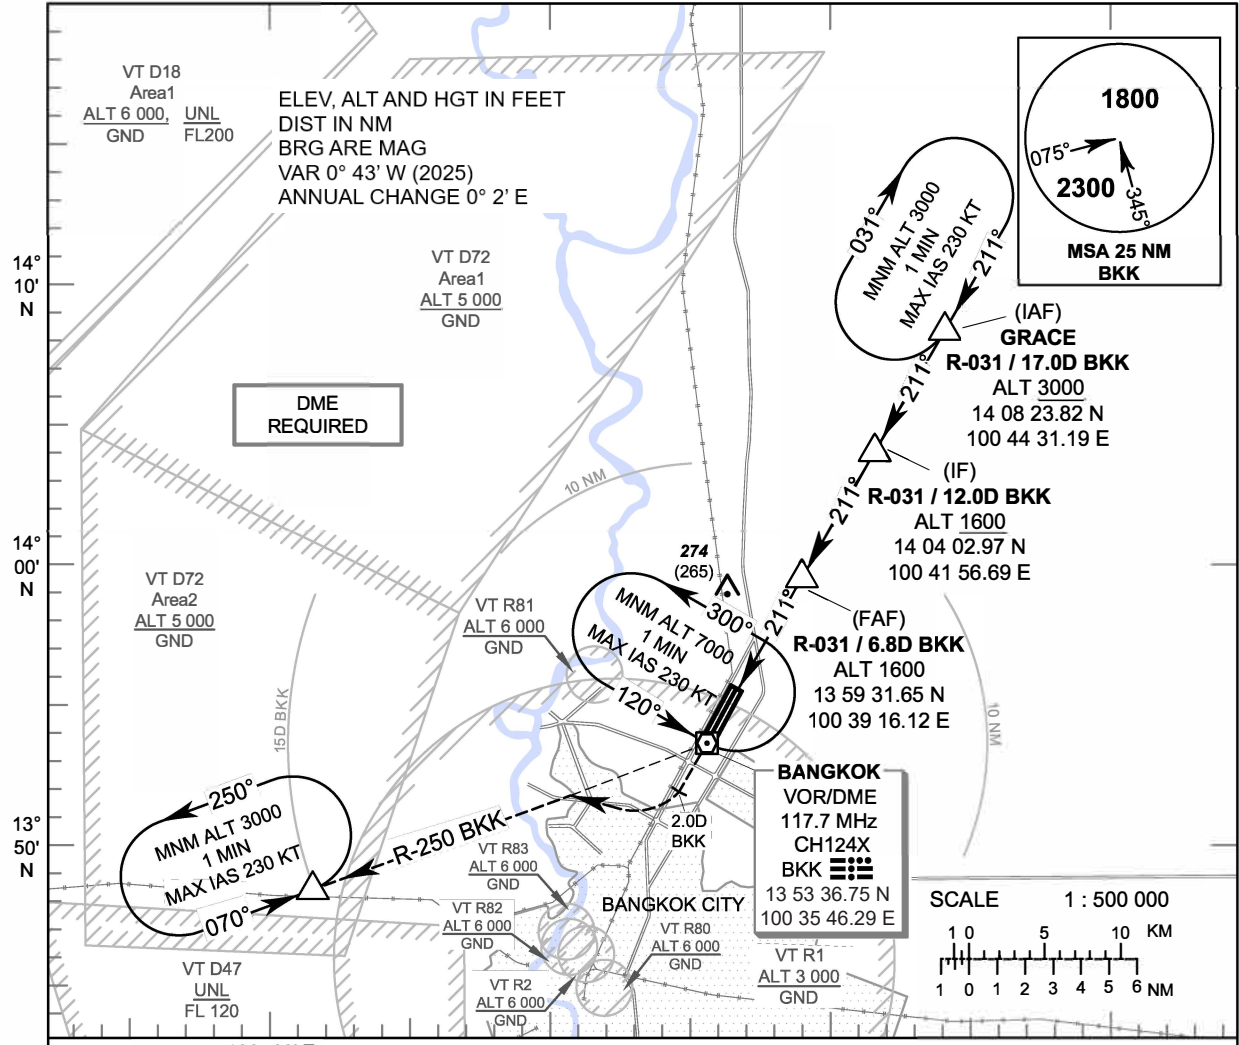 VT D18
Area1
ALT 6 000, UNL
GND FL200
ELEV, ALT AND HGT IN FEET
DIST IN NM
BRG ARE MAG
VAR 0° 43’ W (2025)
ANNUAL CHANGE 0° 2’ E
1800
075°
2300
345°
MSA 25 NM
BKK
031°
MNM ALT 3000
1 MIN
MAX IAS 230 KT
211°
14°
10'
N
VT D72
Area1
ALT 5 000
GND
(IAF)
GRACE
R-031 / 17.0D BKK
ALT 3000
14 08 23.82 N
100 44 31.19 E
211°
DME
REQUIRED
(IF)
R-031 / 12.0D BKK
ALT 1600
14 04 02.97 N
100 41 56.69 E
211°
10 NM
14°
00'
N
274
(265)
VT D72
Area2
ALT 5 000
GND
VT R81
ALT 6 000
GND
MNM ALT 7000
1 MIN
MAX IAS 230 KT
300°
120°
211°
(FAF)
R-031 / 6.8D BKK
ALT 1600
13 59 31.65 N
100 39 16.12 E
15D BKK
10 NM
BANGKOK
VOR/DME
117.7 MHz
CH124X
BKK
13 53 36.75 N
100 35 46.29 E
250°
MNM ALT 3000
1 MIN
MAX IAS 230 KT
070°
R-250 BKK
2.0D
BKK
13°
50'
N
VT R83
ALT 6 000
GND
VT R82
ALT 6 000
GND
BANGKOK CITY
VT R80
ALT 6 000
GND
VT R2
ALT 6 000
GND
VT R1
ALT 3 000
GND
VT D47
UNL
FL 120
SCALE 1 : 500 000
1 0 5 10 KM
1 0 1 2 3 4 5 6 NM